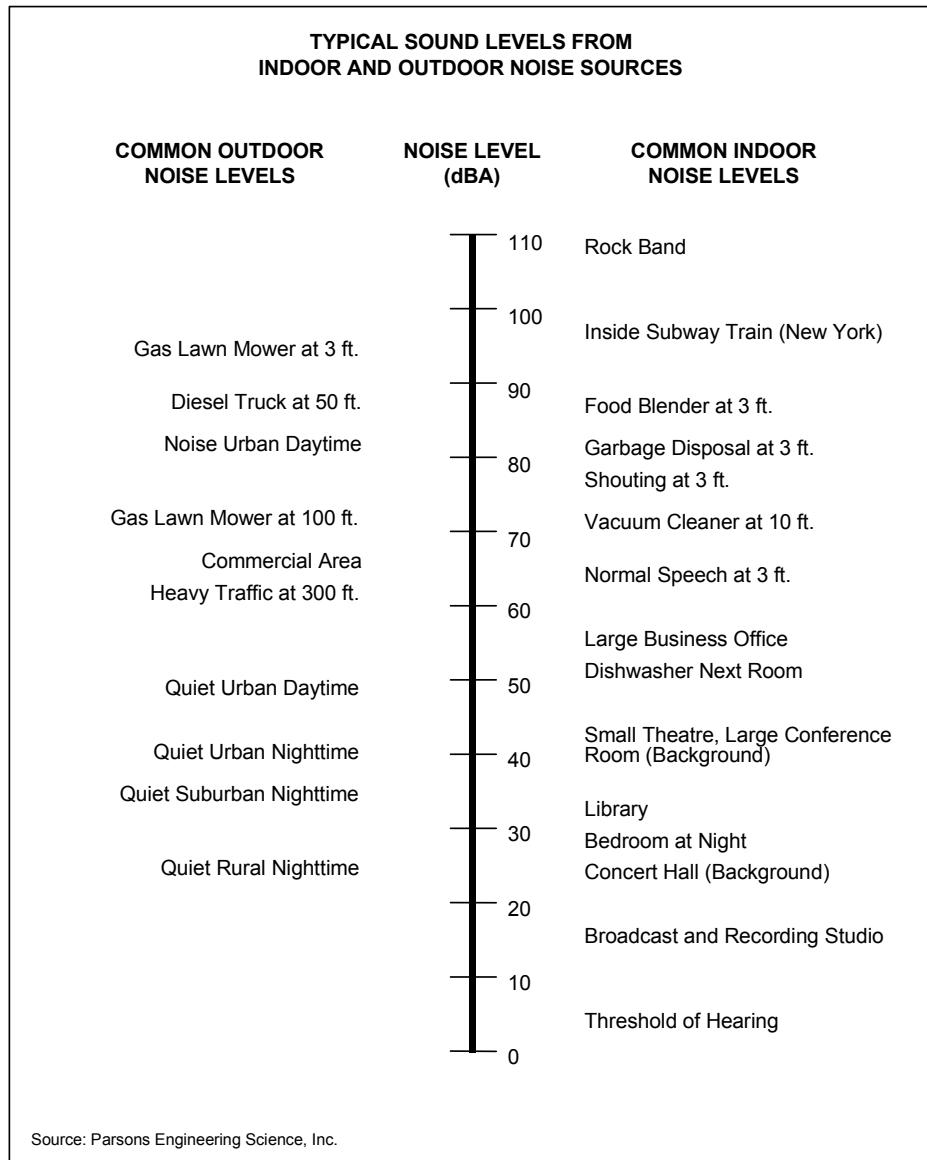 TYPICAL SOUND LEVELS FROM
INDOOR AND OUTDOOR NOISE SOURCES
COMMON OUTDOOR
NOISE LEVELS
NOISE LEVEL
(dBA)
COMMON INDOOR
NOISE LEVELS
110
Rock Band
100
Inside Subway Train (New York)
Gas Lawn Mower at 3 ft.
90
Diesel Truck at 50 ft.
Food Blender at 3 ft.
Noise Urban Daytime
Garbage Disposal at 3 ft.
80
Shouting at 3 ft.
Gas Lawn Mower at 100 ft.
Vacuum Cleaner at 10 ft.
70
Commercial Area
Normal Speech at 3 ft.
Heavy Traffic at 300 ft.
60
Large Business Office
Dishwasher Next Room
Quiet Urban Daytime
50
Small Theatre, Large Conference
Room (Background)
Quiet Urban Nighttime
40
Quiet Suburban Nighttime
Library
30
Bedroom at Night
Quiet Rural Nighttime
Concert Hall (Background)
20
Broadcast and Recording Studio
10
Threshold of Hearing
0
Source: Parsons Engineering Science, Inc.